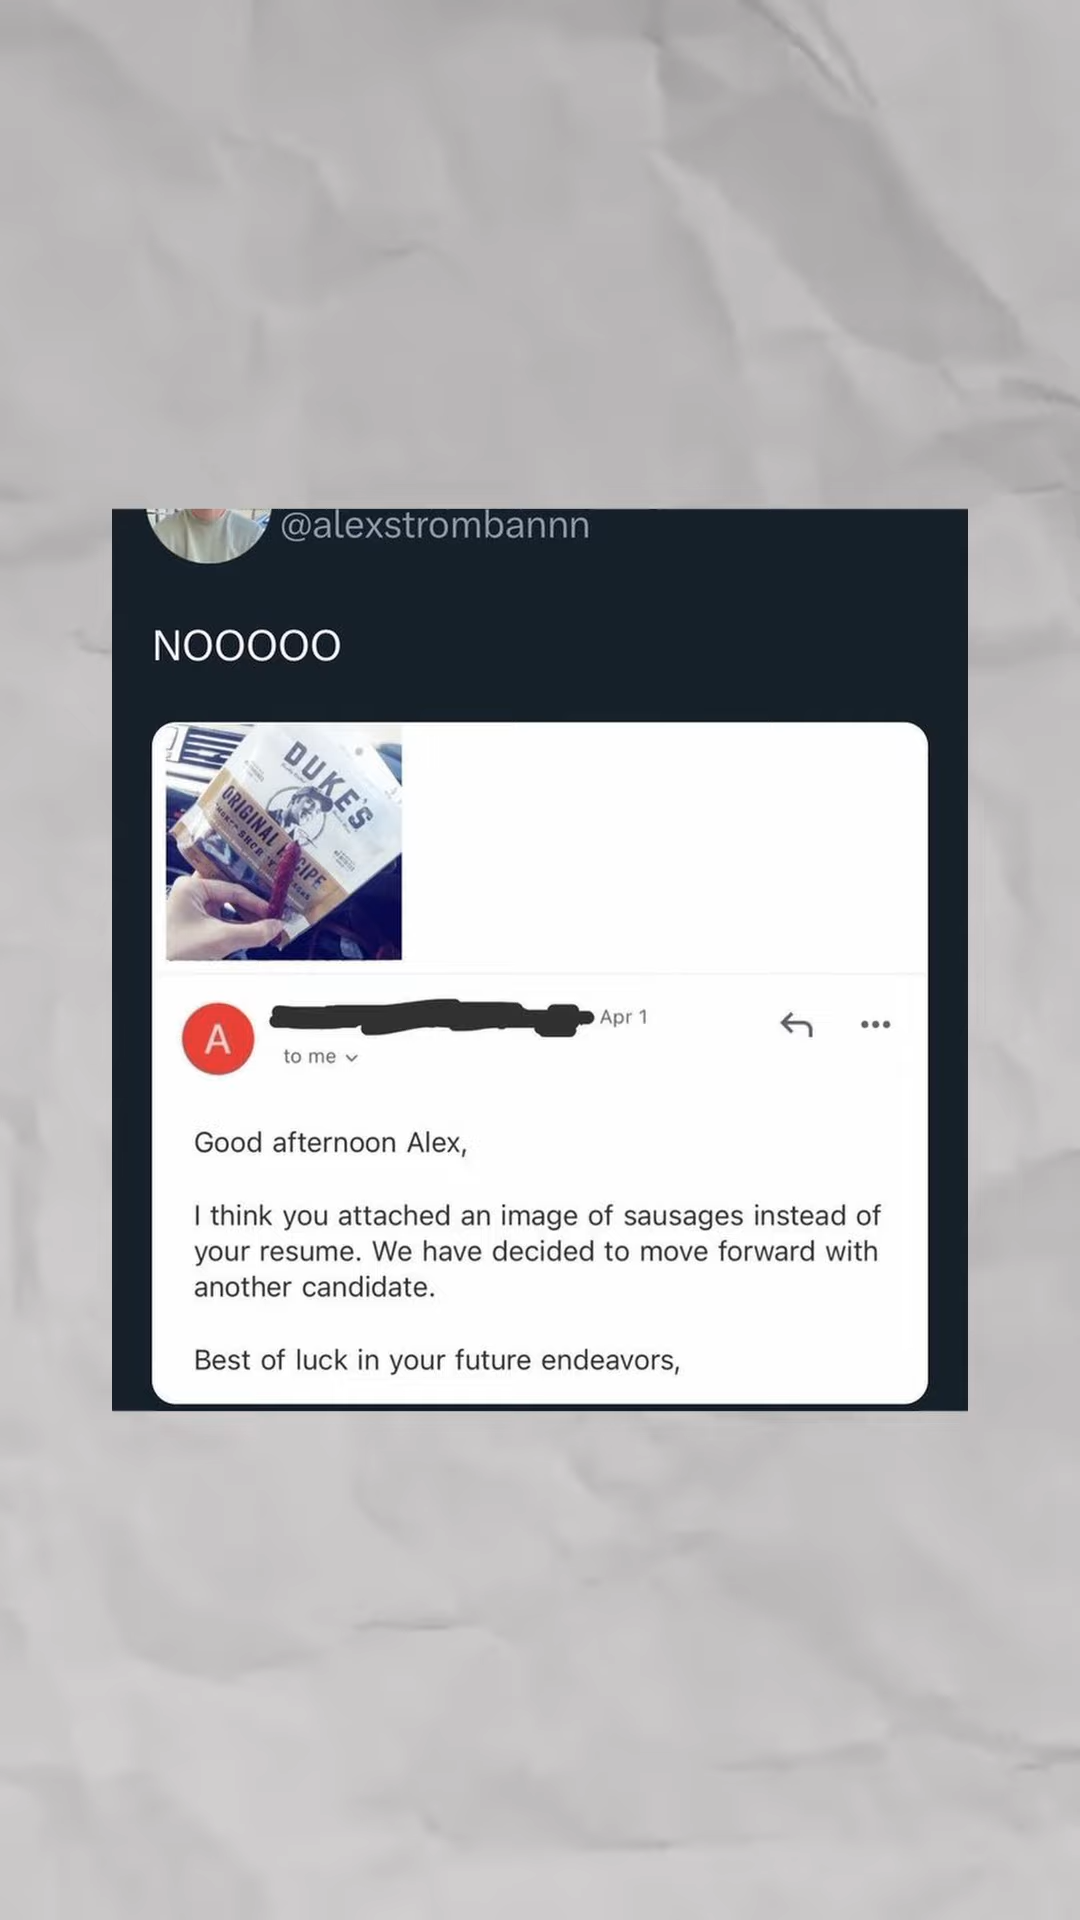 @alexstrombannn
NOOOOO
DUKE'S
ORIGINAL RECIPE
A
Apr 1
to me
Good afternoon Alex,
I think you attached an image of sausages instead of
your resume. We have decided to move forward with
another candidate.
Best of luck in your future endeavors,